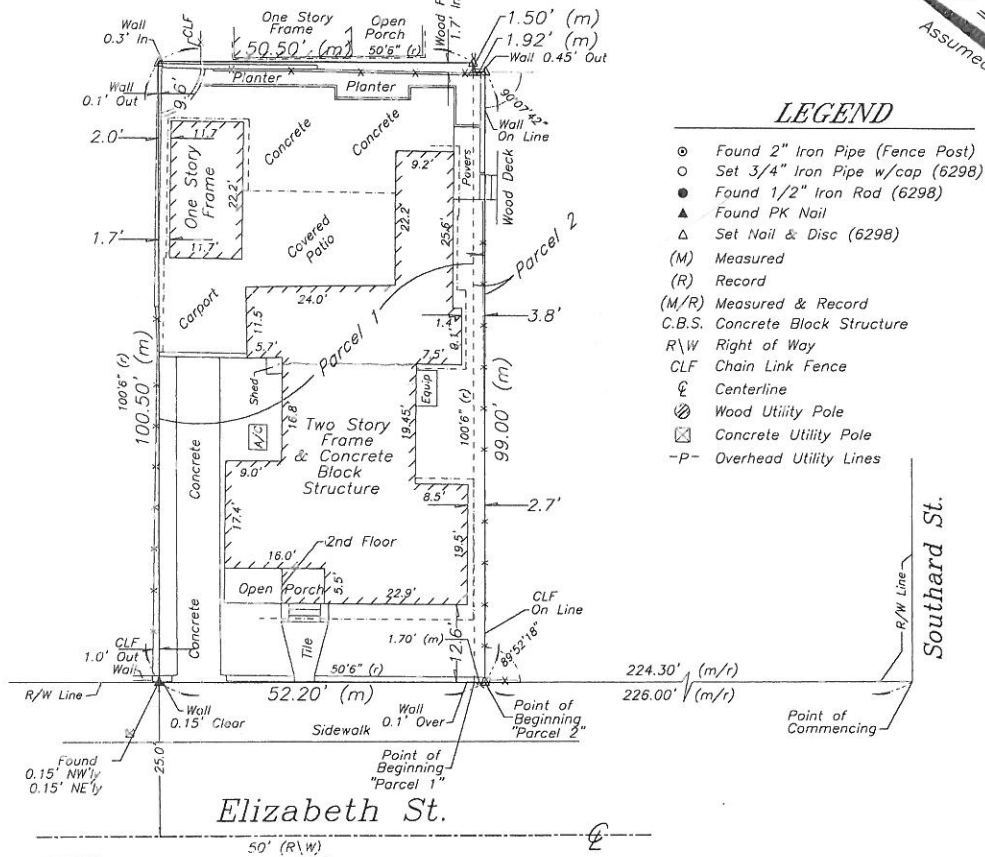 One Story
Frame
Open
Porch
Wood F
1.7' In
1.50' (m)
1.92' (m)
Wall 0.45' Out
Assumed
Wall
0.3' In
CLF
50.50' (m)
50'6" (r)
Planter
Planter
Wall
0.1' Out
9.6'
90°07'42"
Wall
On Line
Concrete
Concrete
2.0'
11.7
One Story
Frame
22.2'
11.7'
1.7'
9.2'
Pavers
Wood Deck
22.2'
25.6'
Covered
Patio
Parcel 2
Carport
24.0'
11.5'
5.7'
Parcel 1
1.4'
8.1'
3.8'
7.5'
Shed
Equip
100'6" (r)
100.50' (m)
16.8'
A/C
9.0'
Two Story
Frame
& Concrete
Block
Structure
19.45'
100'6" (r)
99.00' (m)
Concrete
8.5'
2.7'
17.4'
19.5'
2nd Floor
16.0'
Open
Porch
5.5'
22.9'
CLF
On Line
Concrete
Tile
1.70' (m)
12.6'
89°52'18"
CLF
1.0' Out
Wall
50'6" (r)
52.20' (m)
224.30' (m/r)
226.00' (m/r)
R/W Line
Wall
0.15' Clear
Sidewalk
Wall
0.1' Over
Point of
Beginning
"Parcel 2"
Point of
Commencing
Found
0.15' NW'ly
0.15' NE'ly
25.0'
Point of
Beginning
"Parcel 1"
Elizabeth St.
50' (R\W)
℄
LEGEND
Found 2" Iron Pipe (Fence Post)
Set 3/4" Iron Pipe w/cap (6298)
Found 1/2" Iron Rod (6298)
Found PK Nail
Set Nail & Disc (6298)
(M) Measured
(R) Record
(M/R) Measured & Record
C.B.S. Concrete Block Structure
R\W Right of Way
CLF Chain Link Fence
℄ Centerline
Wood Utility Pole
Concrete Utility Pole
-P- Overhead Utility Lines
R/W Line
Southard St.